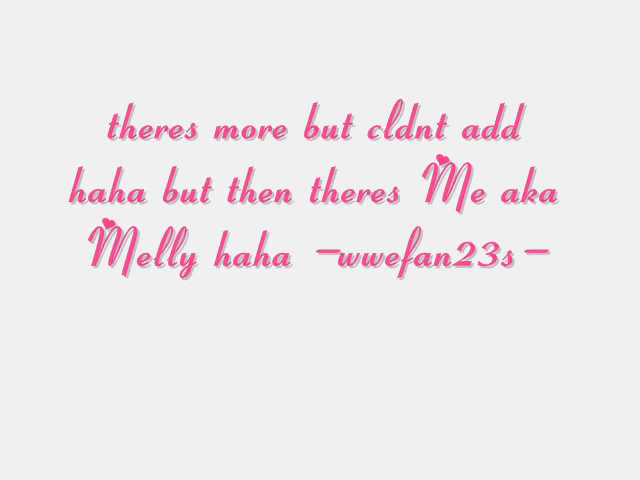 theres more but cldnt add
haha but then theres Me aka
Melly haha -wwefan23s-